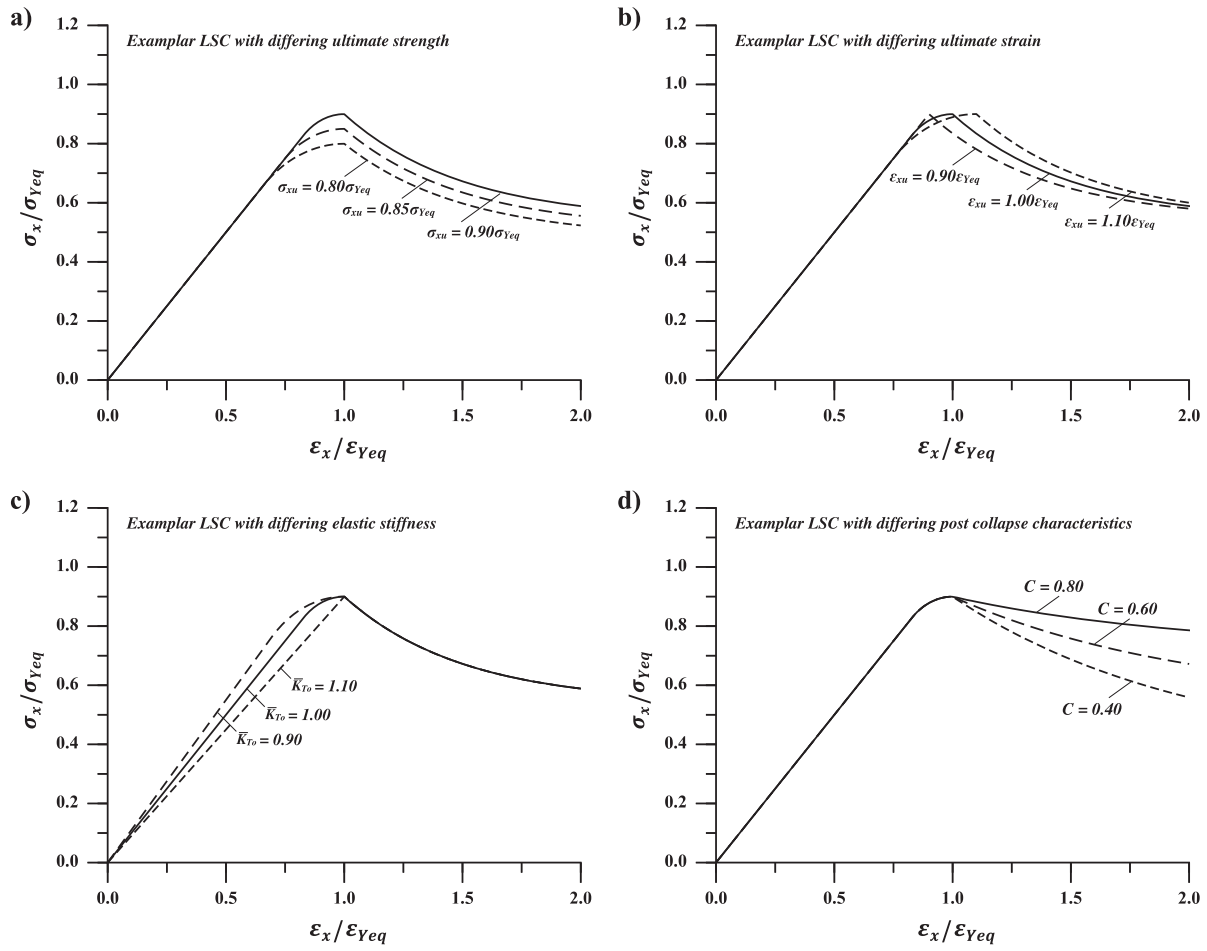 a)
Examplar LSC with differing ultimate strength
1.2
1.0
0.8
0.6
0.4
0.2
0.0
σx/σYeq
σxu = 0.80σYeq
σxu = 0.85σYeq
σxu = 0.90σYeq
0.0 0.5 1.0 1.5 2.0
εx/εYeq
b)
Examplar LSC with differing ultimate strain
1.2
1.0
0.8
0.6
0.4
0.2
0.0
σx/σYeq
εxu = 0.90εYeq
εxu = 1.00εYeq
εxu = 1.10εYeq
0.0 0.5 1.0 1.5 2.0
εx/εYeq
c)
Examplar LSC with differing elastic stiffness
1.2
1.0
0.8
0.6
0.4
0.2
0.0
σx/σYeq
K̅To = 1.10
K̅To = 1.00
K̅To = 0.90
0.0 0.5 1.0 1.5 2.0
εx/εYeq
d)
Examplar LSC with differing post collapse characteristics
1.2
1.0
0.8
0.6
0.4
0.2
0.0
σx/σYeq
C = 0.80
C = 0.60
C = 0.40
0.0 0.5 1.0 1.5 2.0
εx/εYeq